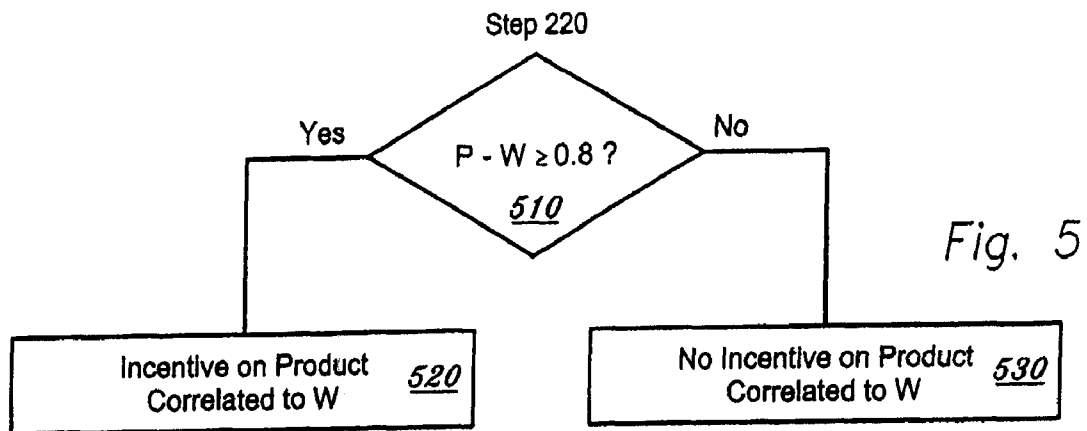 Step 220
Yes
No
P - W ≥ 0.8 ?
510
Fig. 5
Incentive on Product
Correlated to W
520
No Incentive on Product
Correlated to W
530